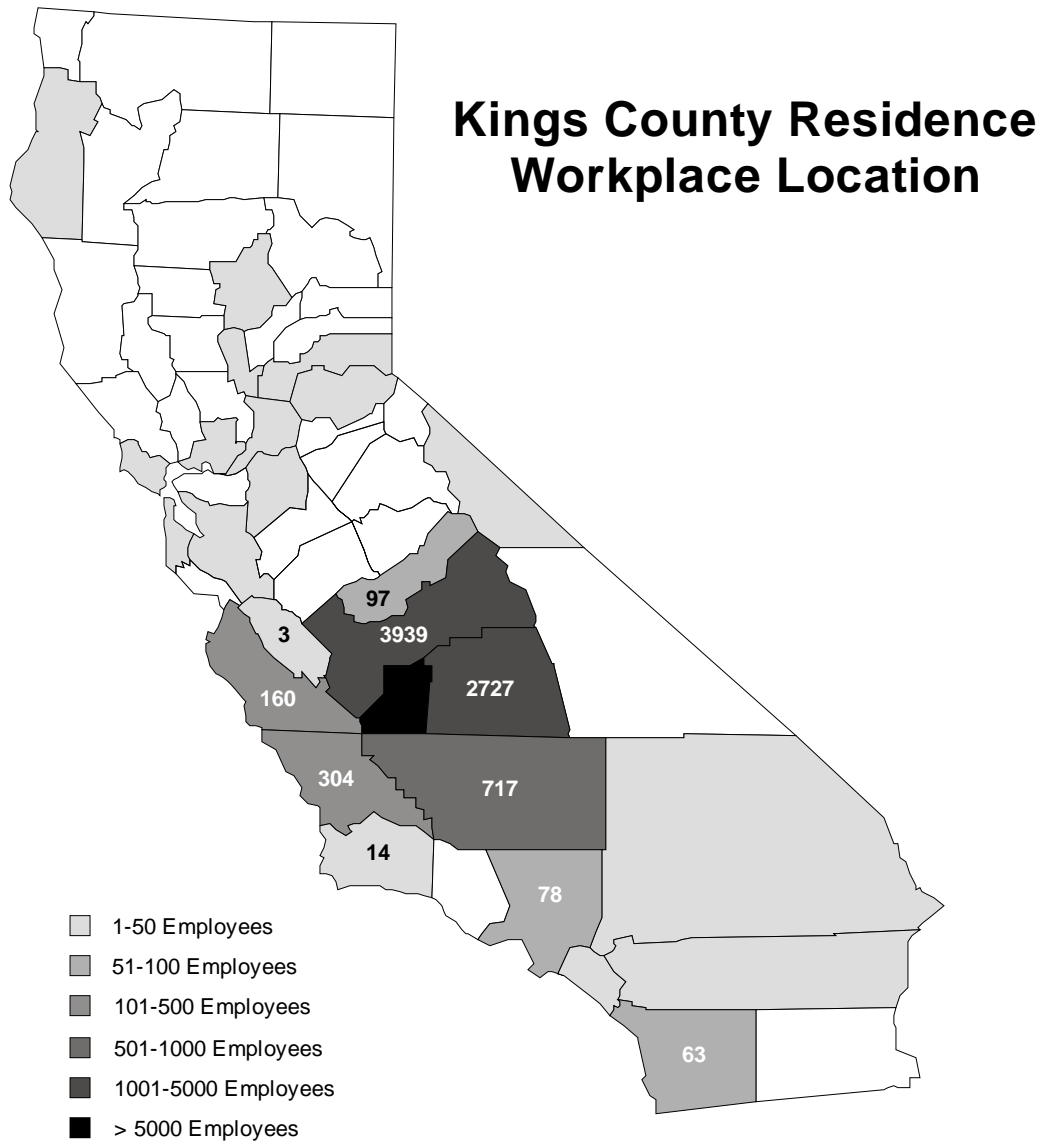 Kings County Residence
Workplace Location
97
3
3939
160
2727
304
717
14
78
63
1-50 Employees
51-100 Employees
101-500 Employees
501-1000 Employees
1001-5000 Employees
> 5000 Employees